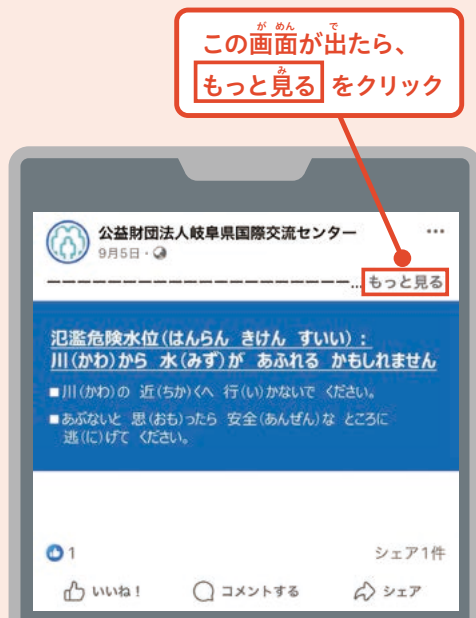 この画面が出たら、
もっと見る をクリック
公益財団法人岐阜県国際交流センター
9月5日・
ーーーーーーーーーーーーーーーーーーーー... もっと見る
氾濫危険水位(はんらん きけん すいい)：
川(かわ)から 水(みず)が あふれる かもしれません
■川(かわ)の 近(ちか)くへ 行(い)かないで ください。
■あぶないと 思(おも)ったら 安全(あんぜん)な ところに
逃(に)げて ください。
1
シェア1件
いいね！ コメントする シェア